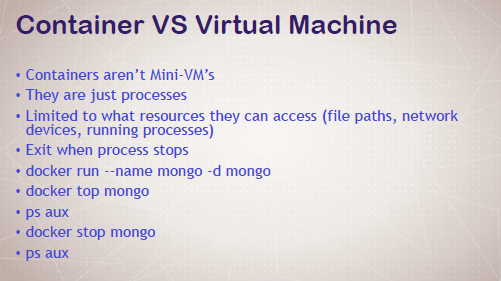 Container VS Virtual Machine
• Containers aren't Mini-VM's
• They are just processes
• Limited to what resources they can access (file paths, network
devices, running processes)
• Exit when process stops
• docker run --name mongo -d mongo
• docker top mongo
• ps aux
• docker stop mongo
• ps aux